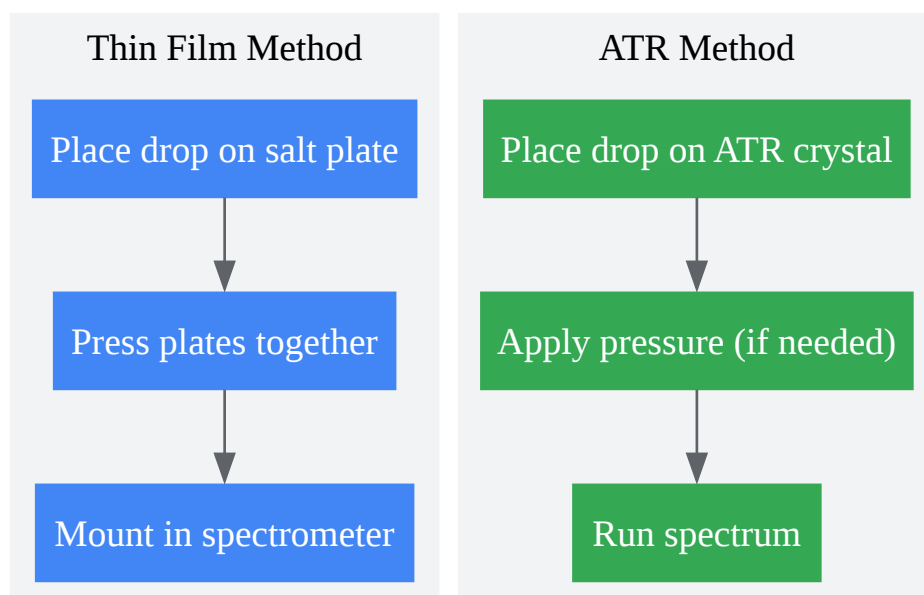 Thin Film Method
Place drop on salt plate
Press plates together
Mount in spectrometer
ATR Method
Place drop on ATR crystal
Apply pressure (if needed)
Run spectrum